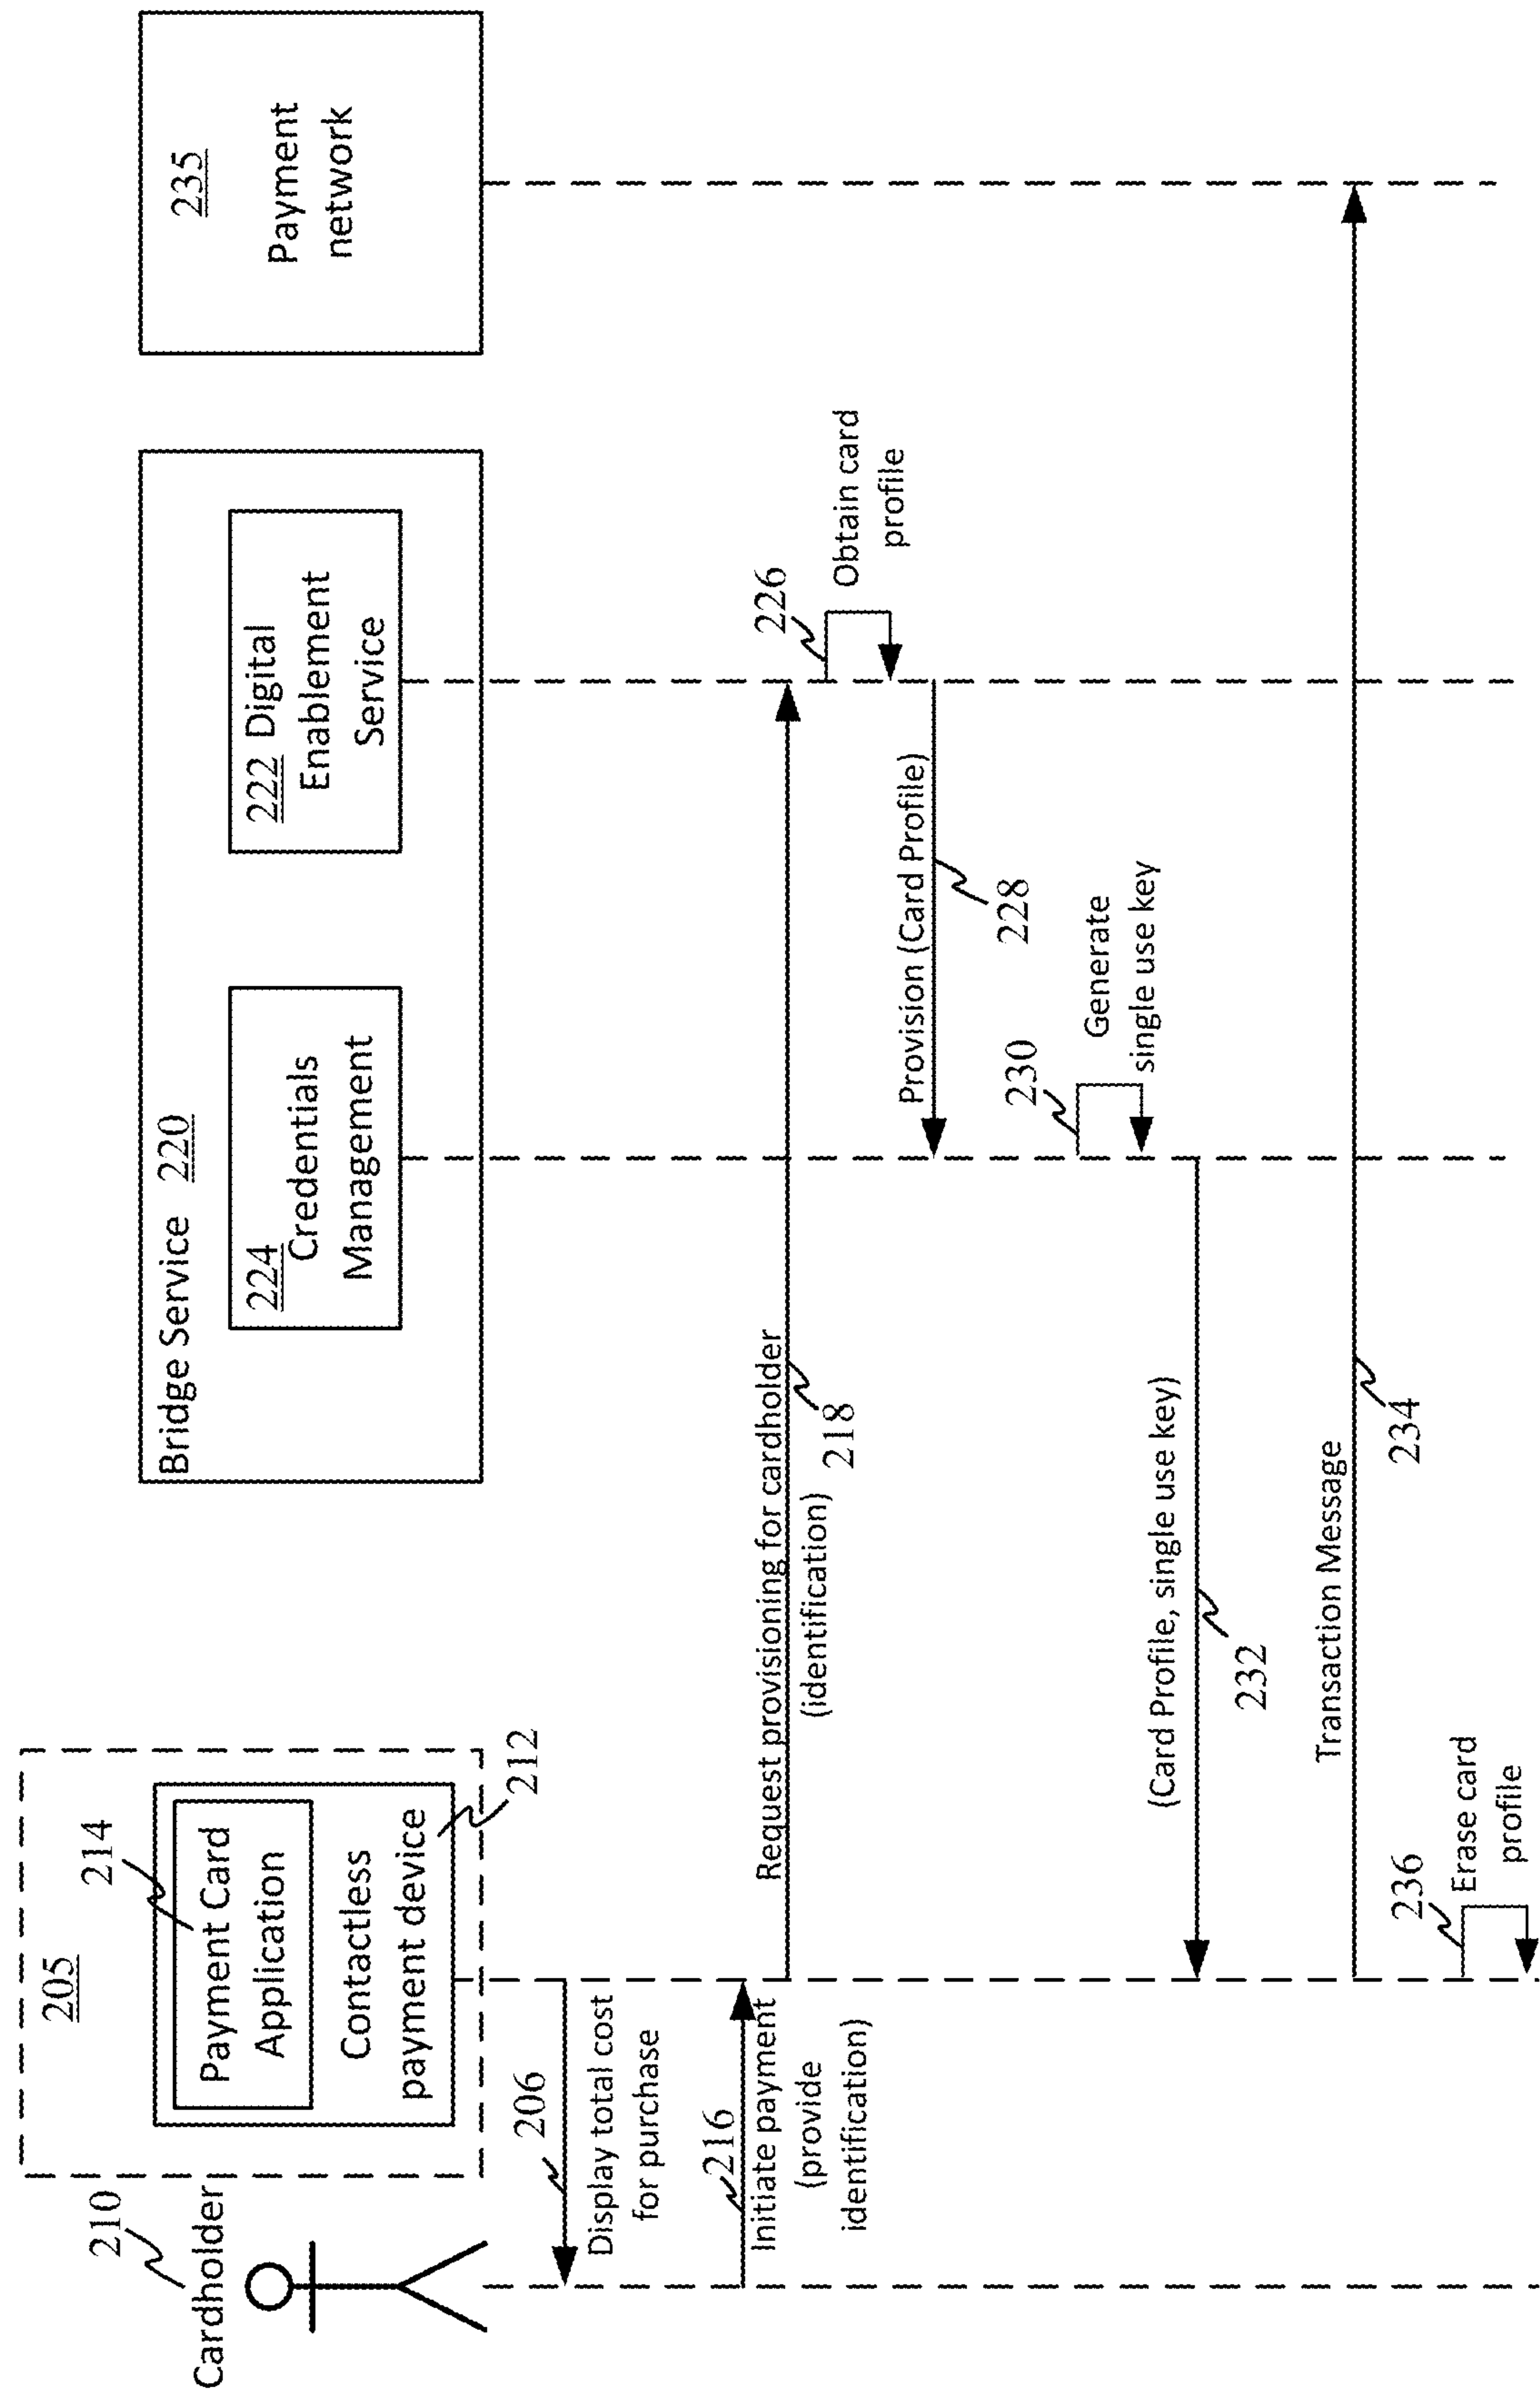 210
Cardholder
205
214
Payment Card
Application
Contactless
payment device
212
Bridge Service 220
224
Credentials
Management
222 Digital
Enablement
Service
235
Payment
network
206
Display total cost
for purchase
216
Initiate payment
(provide
identification)
Request provisioning for cardholder
(identification)
218
226
Obtain card
profile
Provision (Card Profile)
228
230
Generate
single use key
(Card Profile, single use key)
232
Transaction Message
234
236
Erase card
profile